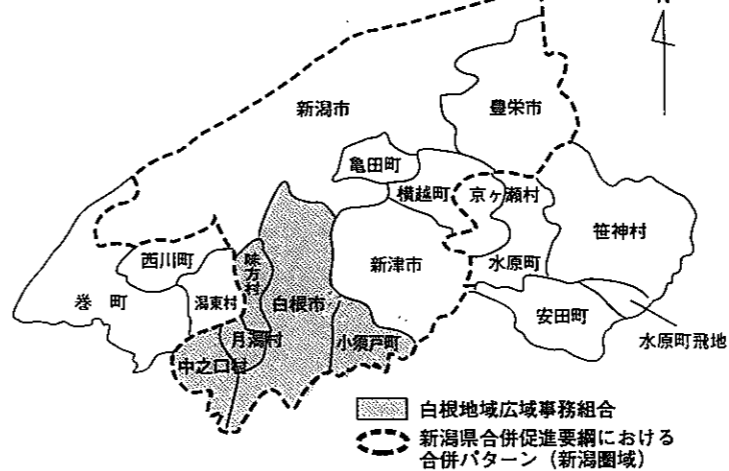 N
新潟市
豊栄市
亀田町
横越町
京ヶ瀬村
笹神村
西川町
味方村
新津市
水原町
巻町
潟東村
白根市
安田町
月潟村
小須戸町
水原町飛地
中之口村
白根地域広域事務組合
新潟県合併促進要綱における
合併パターン（新潟圏域）